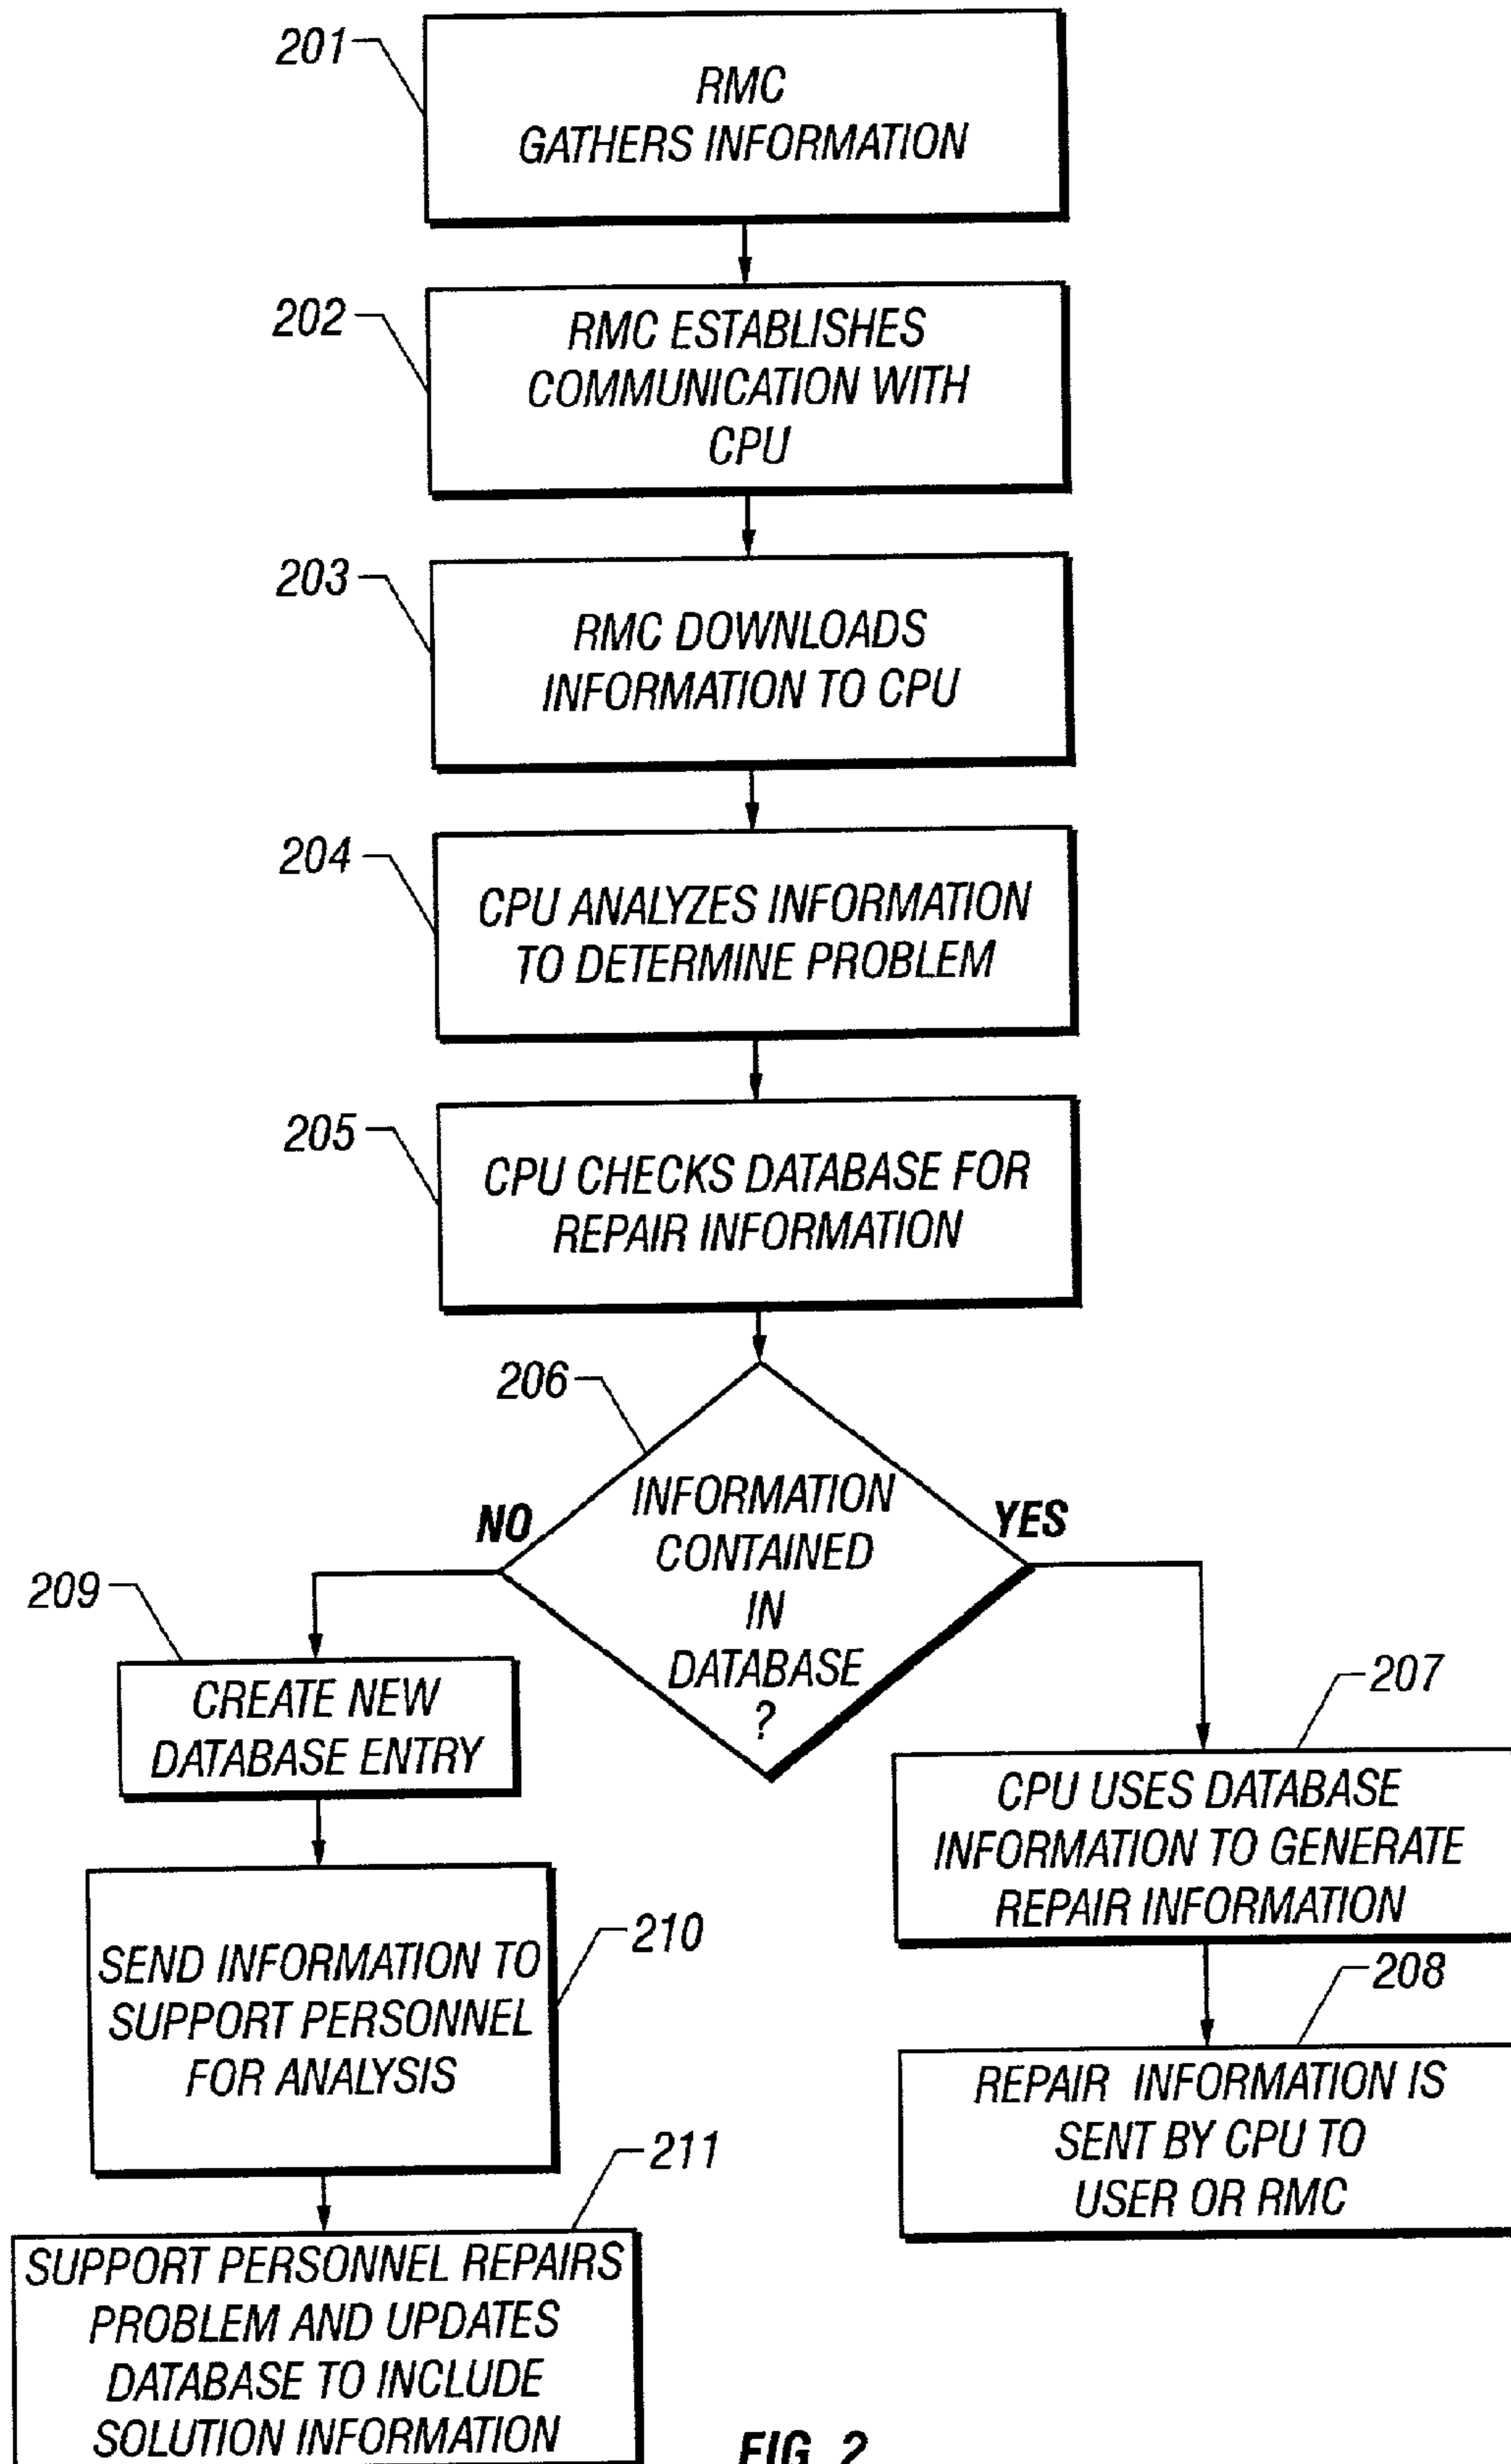 201
RMC
GATHERS INFORMATION
202
RMC ESTABLISHES
COMMUNICATION WITH
CPU
203
RMC DOWNLOADS
INFORMATION TO CPU
204
CPU ANALYZES INFORMATION
TO DETERMINE PROBLEM
205
CPU CHECKS DATABASE FOR
REPAIR INFORMATION
206
INFORMATION
CONTAINED
IN
DATABASE
?
NO
YES
209
CREATE NEW
DATABASE ENTRY
207
CPU USES DATABASE
INFORMATION TO GENERATE
REPAIR INFORMATION
210
SEND INFORMATION TO
SUPPORT PERSONNEL
FOR ANALYSIS
208
REPAIR INFORMATION IS
SENT BY CPU TO
USER OR RMC
211
SUPPORT PERSONNEL REPAIRS
PROBLEM AND UPDATES
DATABASE TO INCLUDE
SOLUTION INFORMATION
FIG. 2